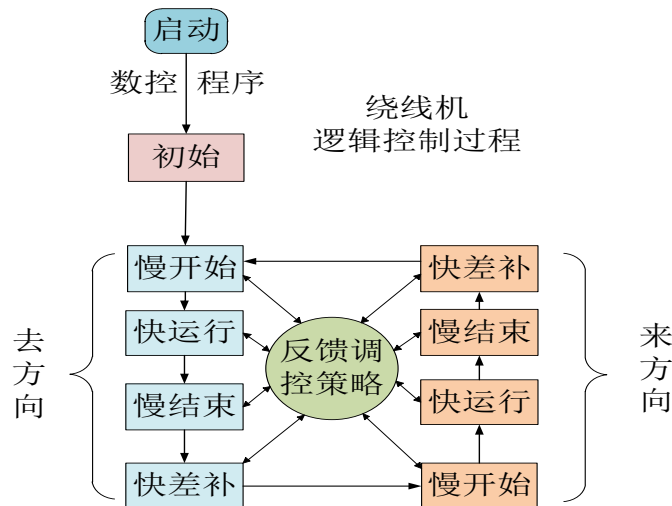 启动
数控 程序
绕线机
逻辑控制过程
初始
去方向
慢开始
快运行
慢结束
快差补
反馈调
控策略
快差补
慢结束
快运行
慢开始
来方向